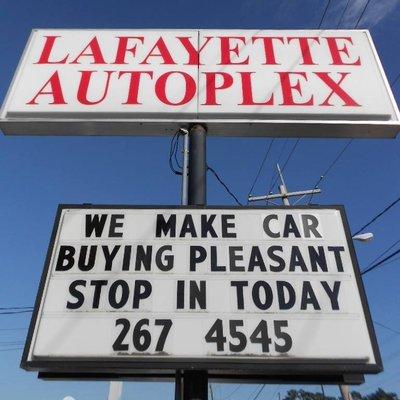 LAFAYETTE
AUTOPLEX
WE MAKE CAR
BUYING PLEASANT
STOP IN TODAY
267 4545